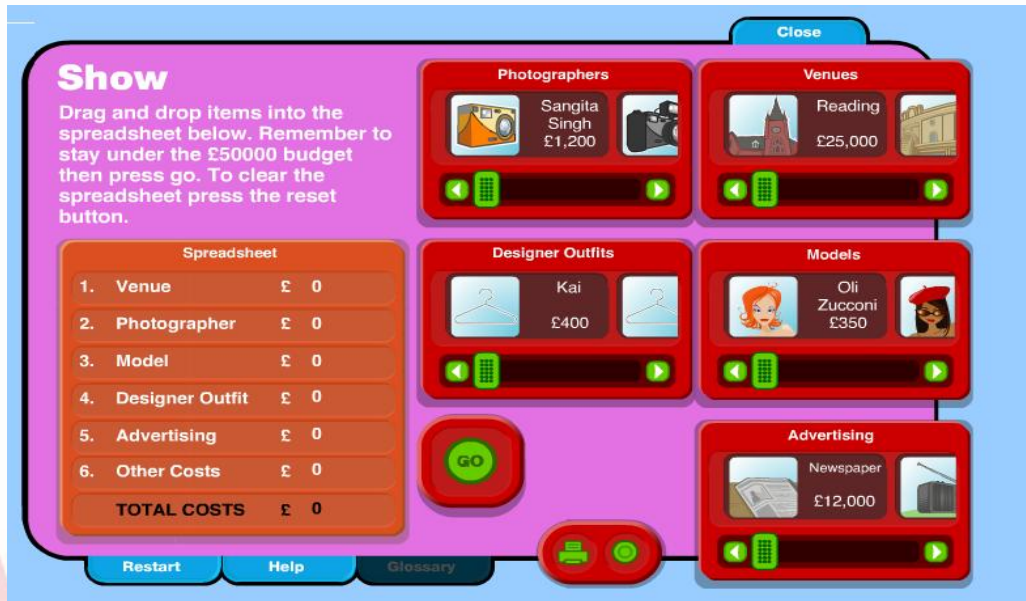 Close
Show
Drag and drop items into the
spreadsheet below. Remember to
stay under the £50000 budget
then press go. To clear the
spreadsheet press the reset
button.
Spreadsheet
1. Venue £ 0
2. Photographer £ 0
3. Model £ 0
4. Designer Outfit £ 0
5. Advertising £ 0
6. Other Costs £ 0
TOTAL COSTS £ 0
Photographers
Sangita
Singh
£1,200
Venues
Reading
£25,000
Designer Outfits
Kai
£400
Models
Oli
Zucconi
£350
GO
Advertising
Newspaper
£12,000
Restart
Help
Glossary